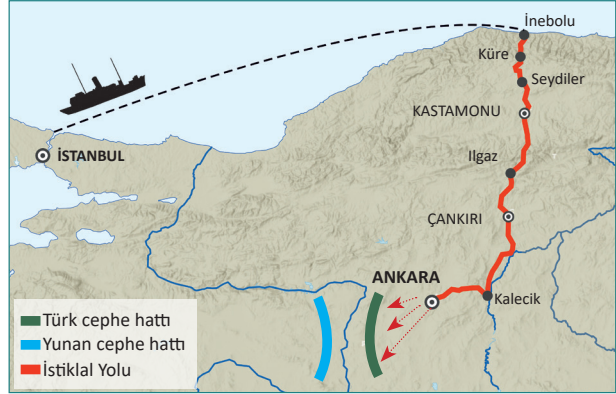 İnebolu
Küre
Seydiler
KASTAMONU
İSTANBUL
Ilgaz
ÇANKIRI
ANKARA
Kalecik
Türk cephe hattı
Yunan cephe hattı
İstiklal Yolu